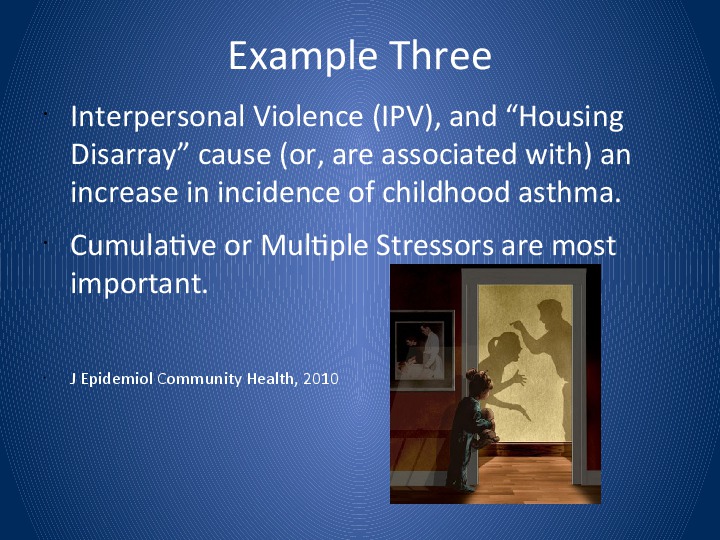 Example Three
Interpersonal Violence (IPV), and “Housing
Disarray” cause (or, are associated with) an
increase in incidence of childhood asthma.
Cumulative or Multiple Stressors are most
important.
J Epidemiol Community Health, 2010